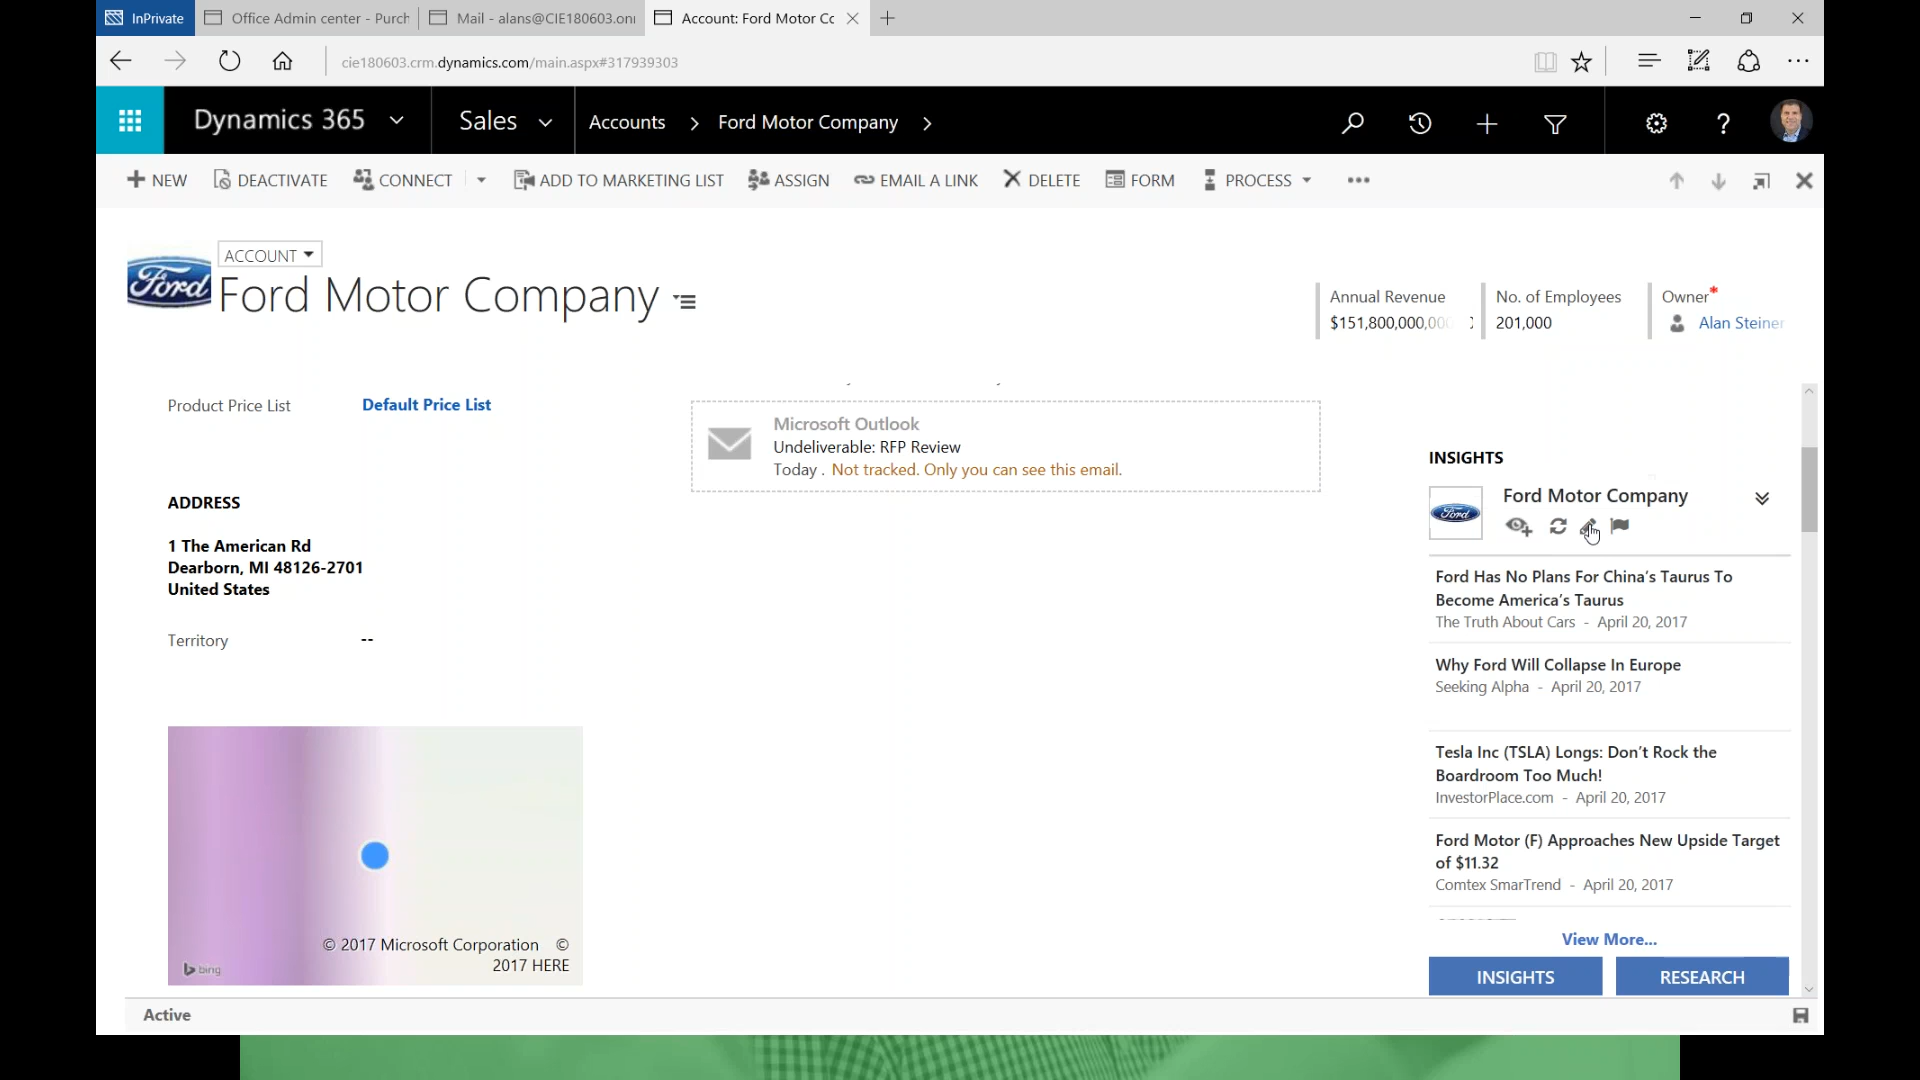 InPrivate
Office Admin center - Purch
Mail - alans@CIE180603.oni
Account: Ford Motor Cc
cie180603.crm.dynamics.com/main.aspx#317939303
Dynamics 365
Sales
Accounts > Ford Motor Company >
NEW
DEACTIVATE
CONNECT
ADD TO MARKETING LIST
ASSIGN
EMAIL A LINK
DELETE
FORM
PROCESS
Ford
ACCOUNT
Ford Motor Company
Annual Revenue
$151,800,000,000
No. of Employees
201,000
Owner*
Alan Steiner
Product Price List
Default Price List
ADDRESS
1 The American Rd
Dearborn, MI 48126-2701
United States
Territory
--
© 2017 Microsoft Corporation ©
2017 HERE
bing
Microsoft Outlook
Undeliverable: RFP Review
Today . Not tracked. Only you can see this email.
INSIGHTS
Ford
Ford Motor Company
Ford Has No Plans For China's Taurus To
Become America's Taurus
The Truth About Cars - April 20, 2017
Why Ford Will Collapse In Europe
Seeking Alpha - April 20, 2017
Tesla Inc (TSLA) Longs: Don't Rock the
Boardroom Too Much!
InvestorPlace.com - April 20, 2017
Ford Motor (F) Approaches New Upside Target
of $11.32
Comtex SmarTrend - April 20, 2017
View More...
INSIGHTS
RESEARCH
Active